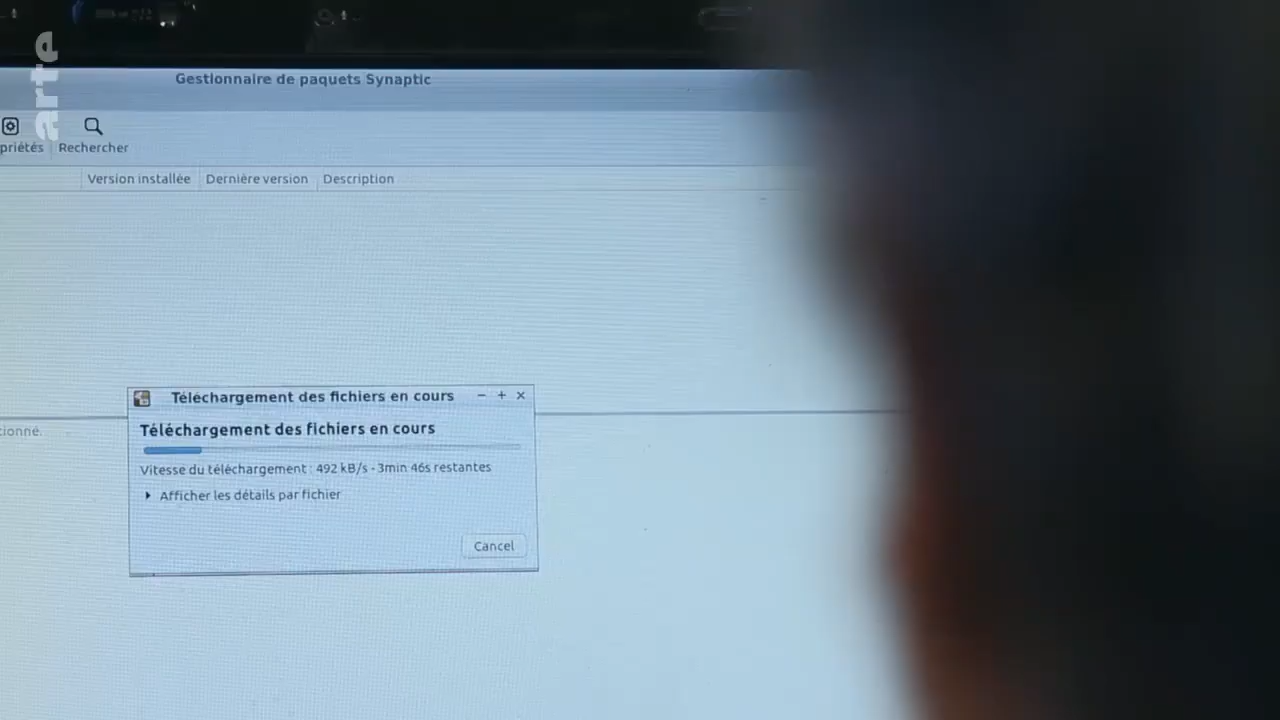 arte
Gestionnaire de paquets Synaptic
priétés
Rechercher
Version installée
Dernière version
Description
Téléchargement des fichiers en cours
tionné.
Téléchargement des fichiers en cours
Vitesse du téléchargement : 492 kB/s - 3min 46s restantes
Afficher les détails par fichier
Cancel